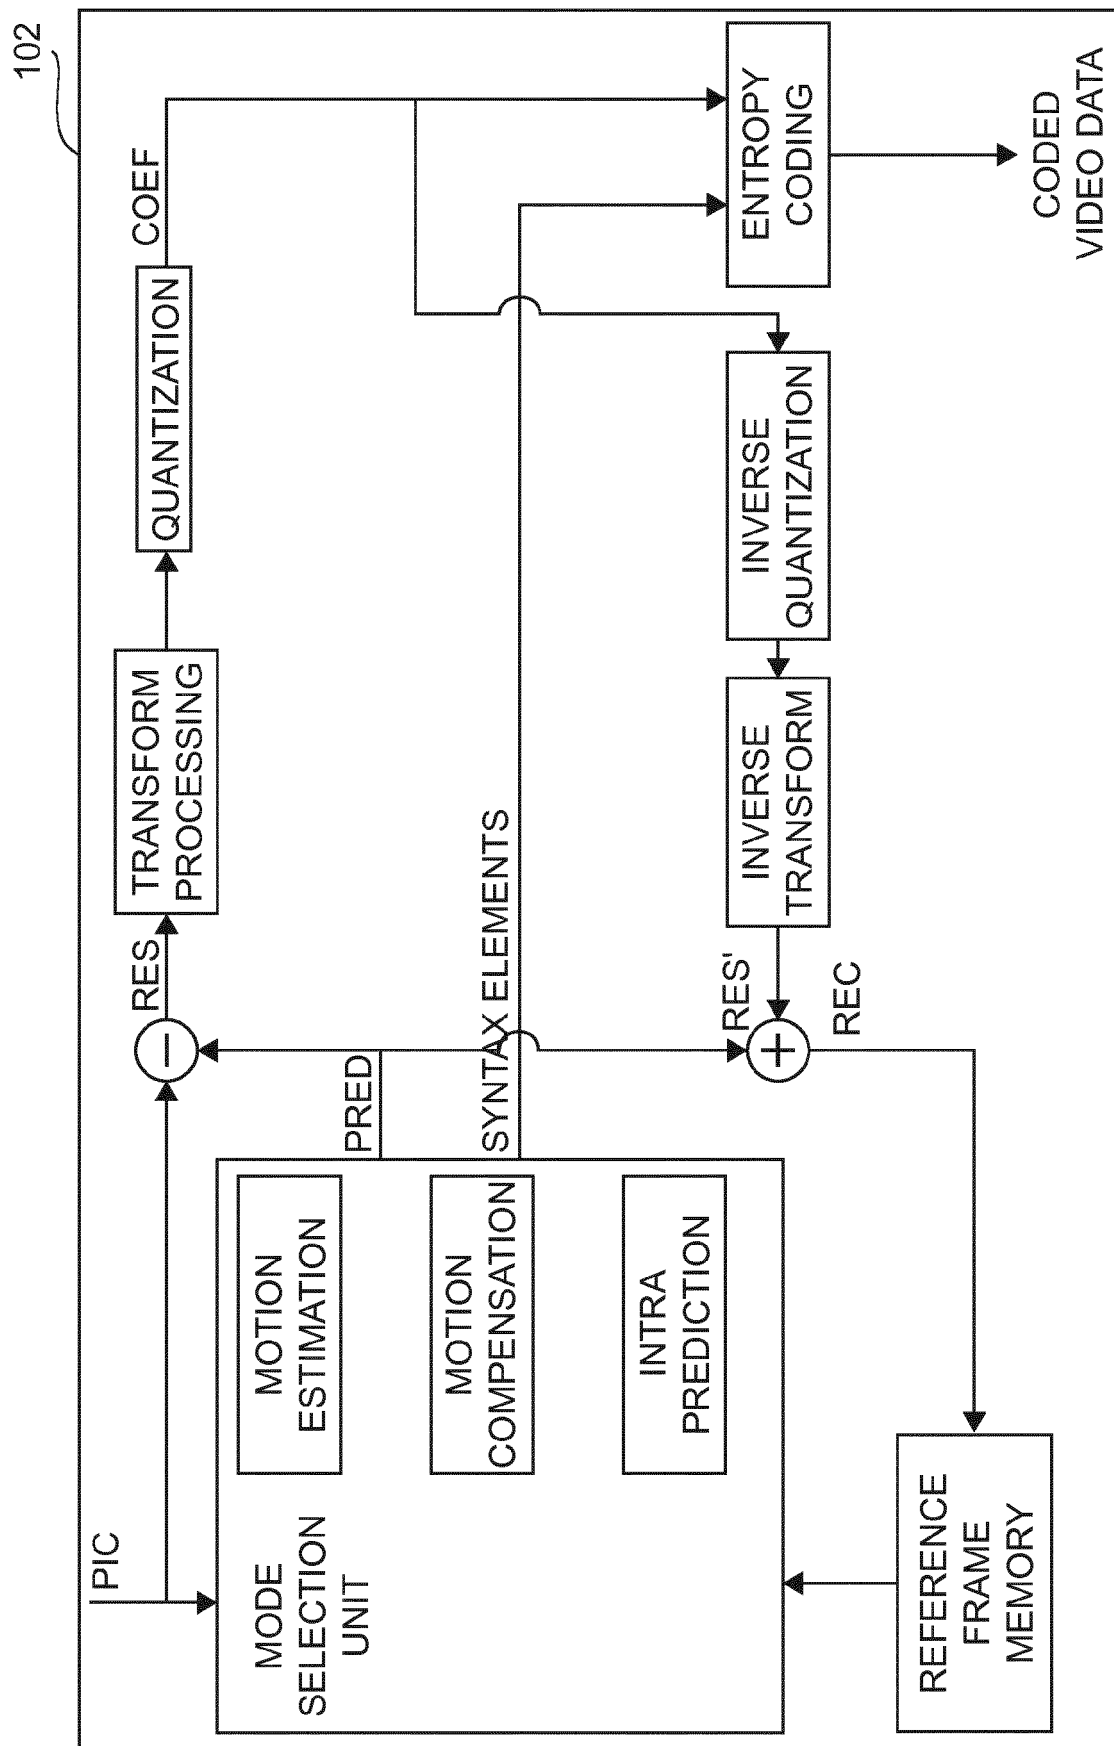 102
PIC
MODE
SELECTION
UNIT
MOTION
ESTIMATION
MOTION
COMPENSATION
INTRA
PREDICTION
PRED
SYNTAX ELEMENTS
RES
TRANSFORM
PROCESSING
QUANTIZATION
COEF
ENTROPY
CODING
CODED
VIDEO DATA
INVERSE
QUANTIZATION
INVERSE
TRANSFORM
RES'
REC
REFERENCE
FRAME
MEMORY